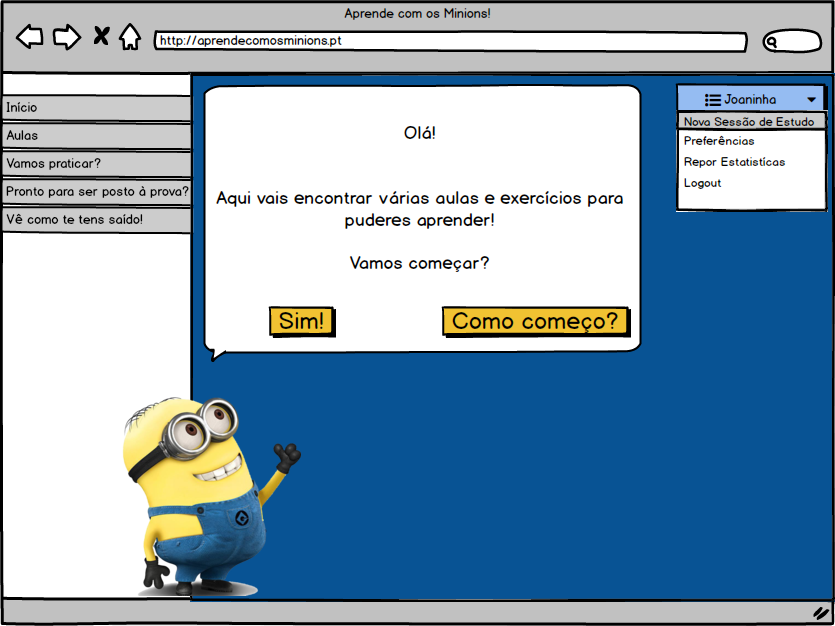 Aprende com os Minions!
http://aprendecomosminions.pt
Início
Aulas
Vamos praticar?
Pronto para ser posto à prova?
Vê como te tens saído!
Olá!
Aqui vais encontrar várias aulas e exercícios para
puderes aprender!
Vamos começar?
Sim!
Como começo?
Joaninha
Nova Sessão de Estudo
Preferências
Repor Estatistícas
Logout